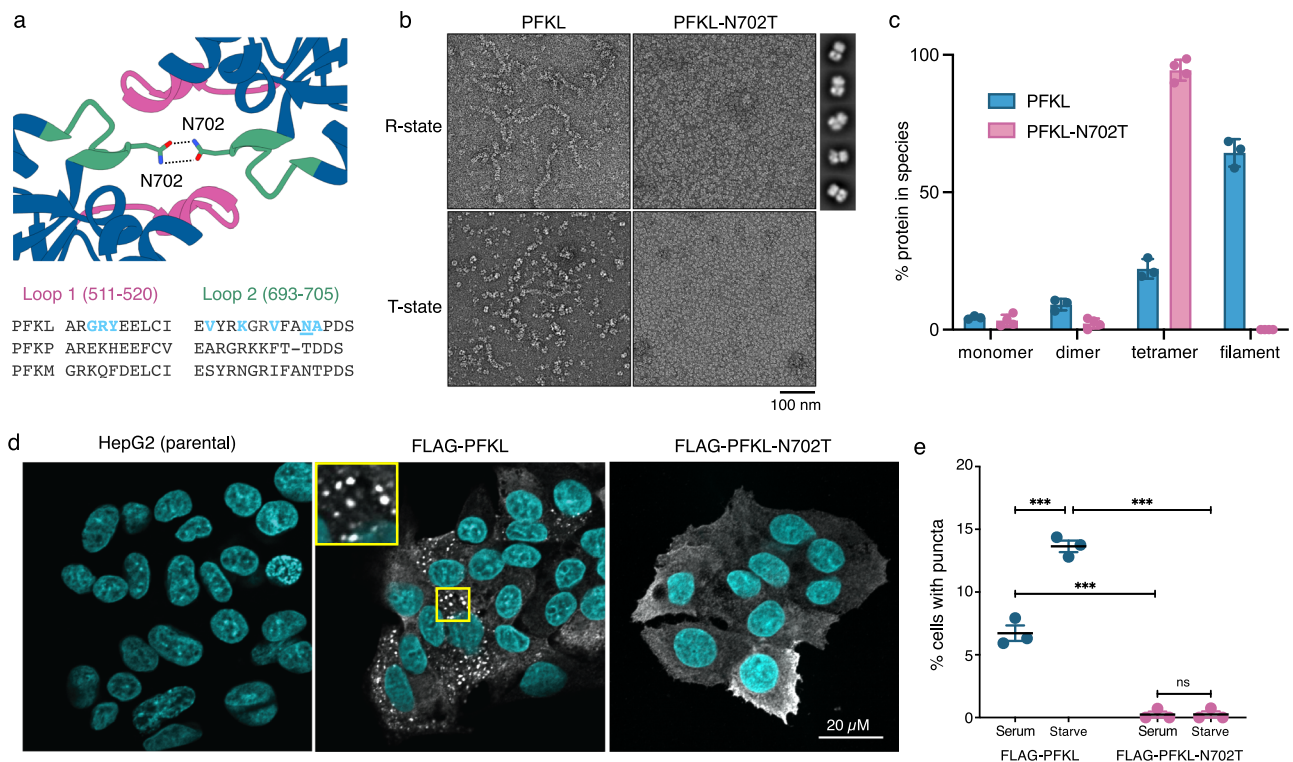 a
N702
N702
Loop 1 (511-520) Loop 2 (693-705)
PFKL ARGRYEELCI EVYRKGRVFANAPDS
PFKP AREKHEEFCV EARGRKKFT-TDDS
PFKM GRKQFDELCI ESYRNGRIFANTPDS
b
PFKL PFKL-N702T
R-state
T-state
100 nm
c
% protein in species
100
50
0
PFKL
PFKL-N702T
monomer dimer tetramer filament
d
HepG2 (parental) FLAG-PFKL FLAG-PFKL-N702T
20 µM
e
% cells with puncta
20
15
10
5
0
*** ***
***
ns
Serum Starve Serum Starve
FLAG-PFKL FLAG-PFKL-N702T